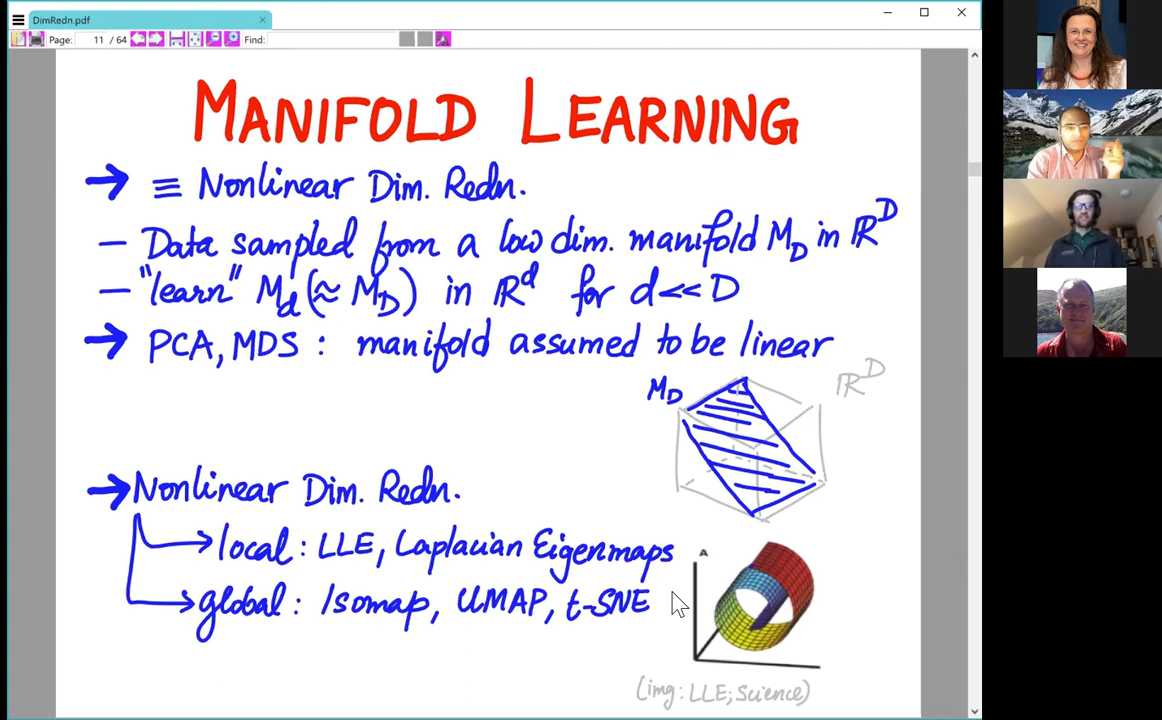 DimRedn.pdf
Page: 11 / 64 Find:
MANIFOLD LEARNING
→ ≡ Nonlinear Dim. Redn.
- Data sampled from a low dim. manifold M_D in ℝ^D
- "learn" M_d (≈ M_D) in ℝ^d for d<<D
→ PCA, MDS : manifold assumed to be linear
M_D
ℝ^D
→ Nonlinear Dim. Redn.
→ local : LLE, Laplacian Eigenmaps
→ global : Isomap, UMAP, t-SNE
A
(img: LLE; Science)